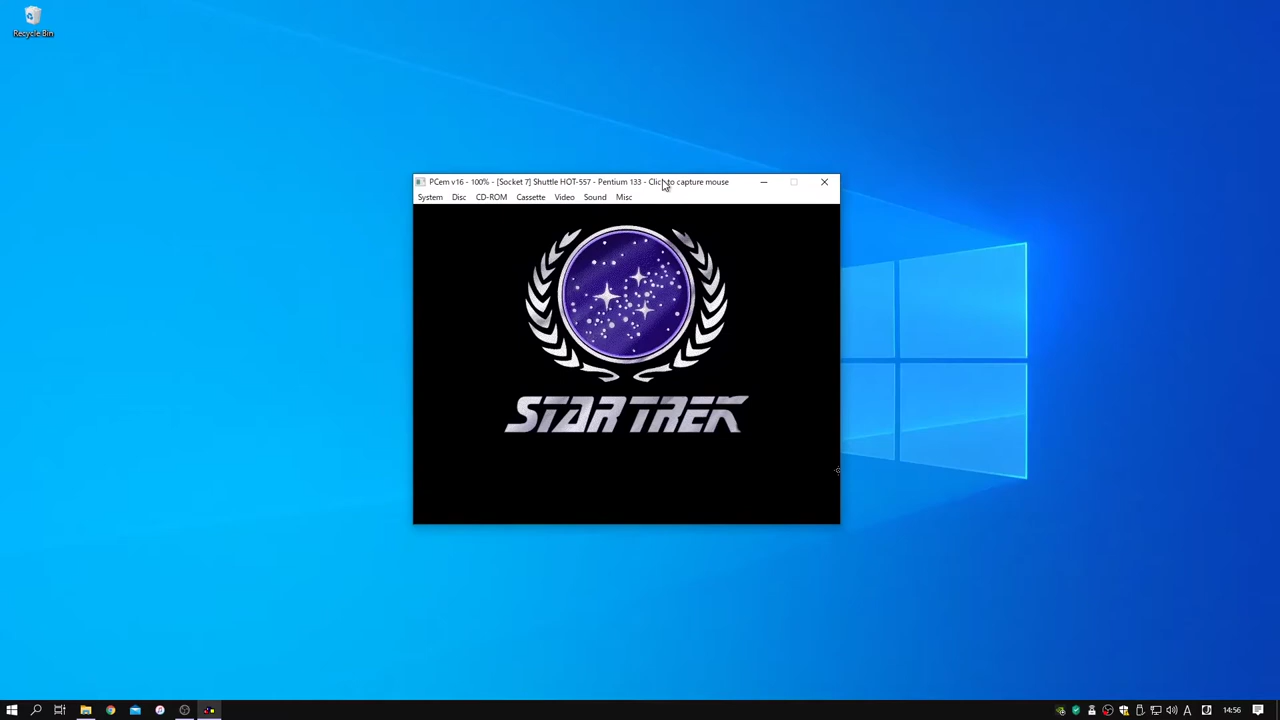 Recycle Bin
PCem v16 - 100% - [Socket 7] Shuttle HOT-557 - Pentium 133 - Click to capture mouse
System Disc CD-ROM Cassette Video Sound Misc
STAR TREK
14:56